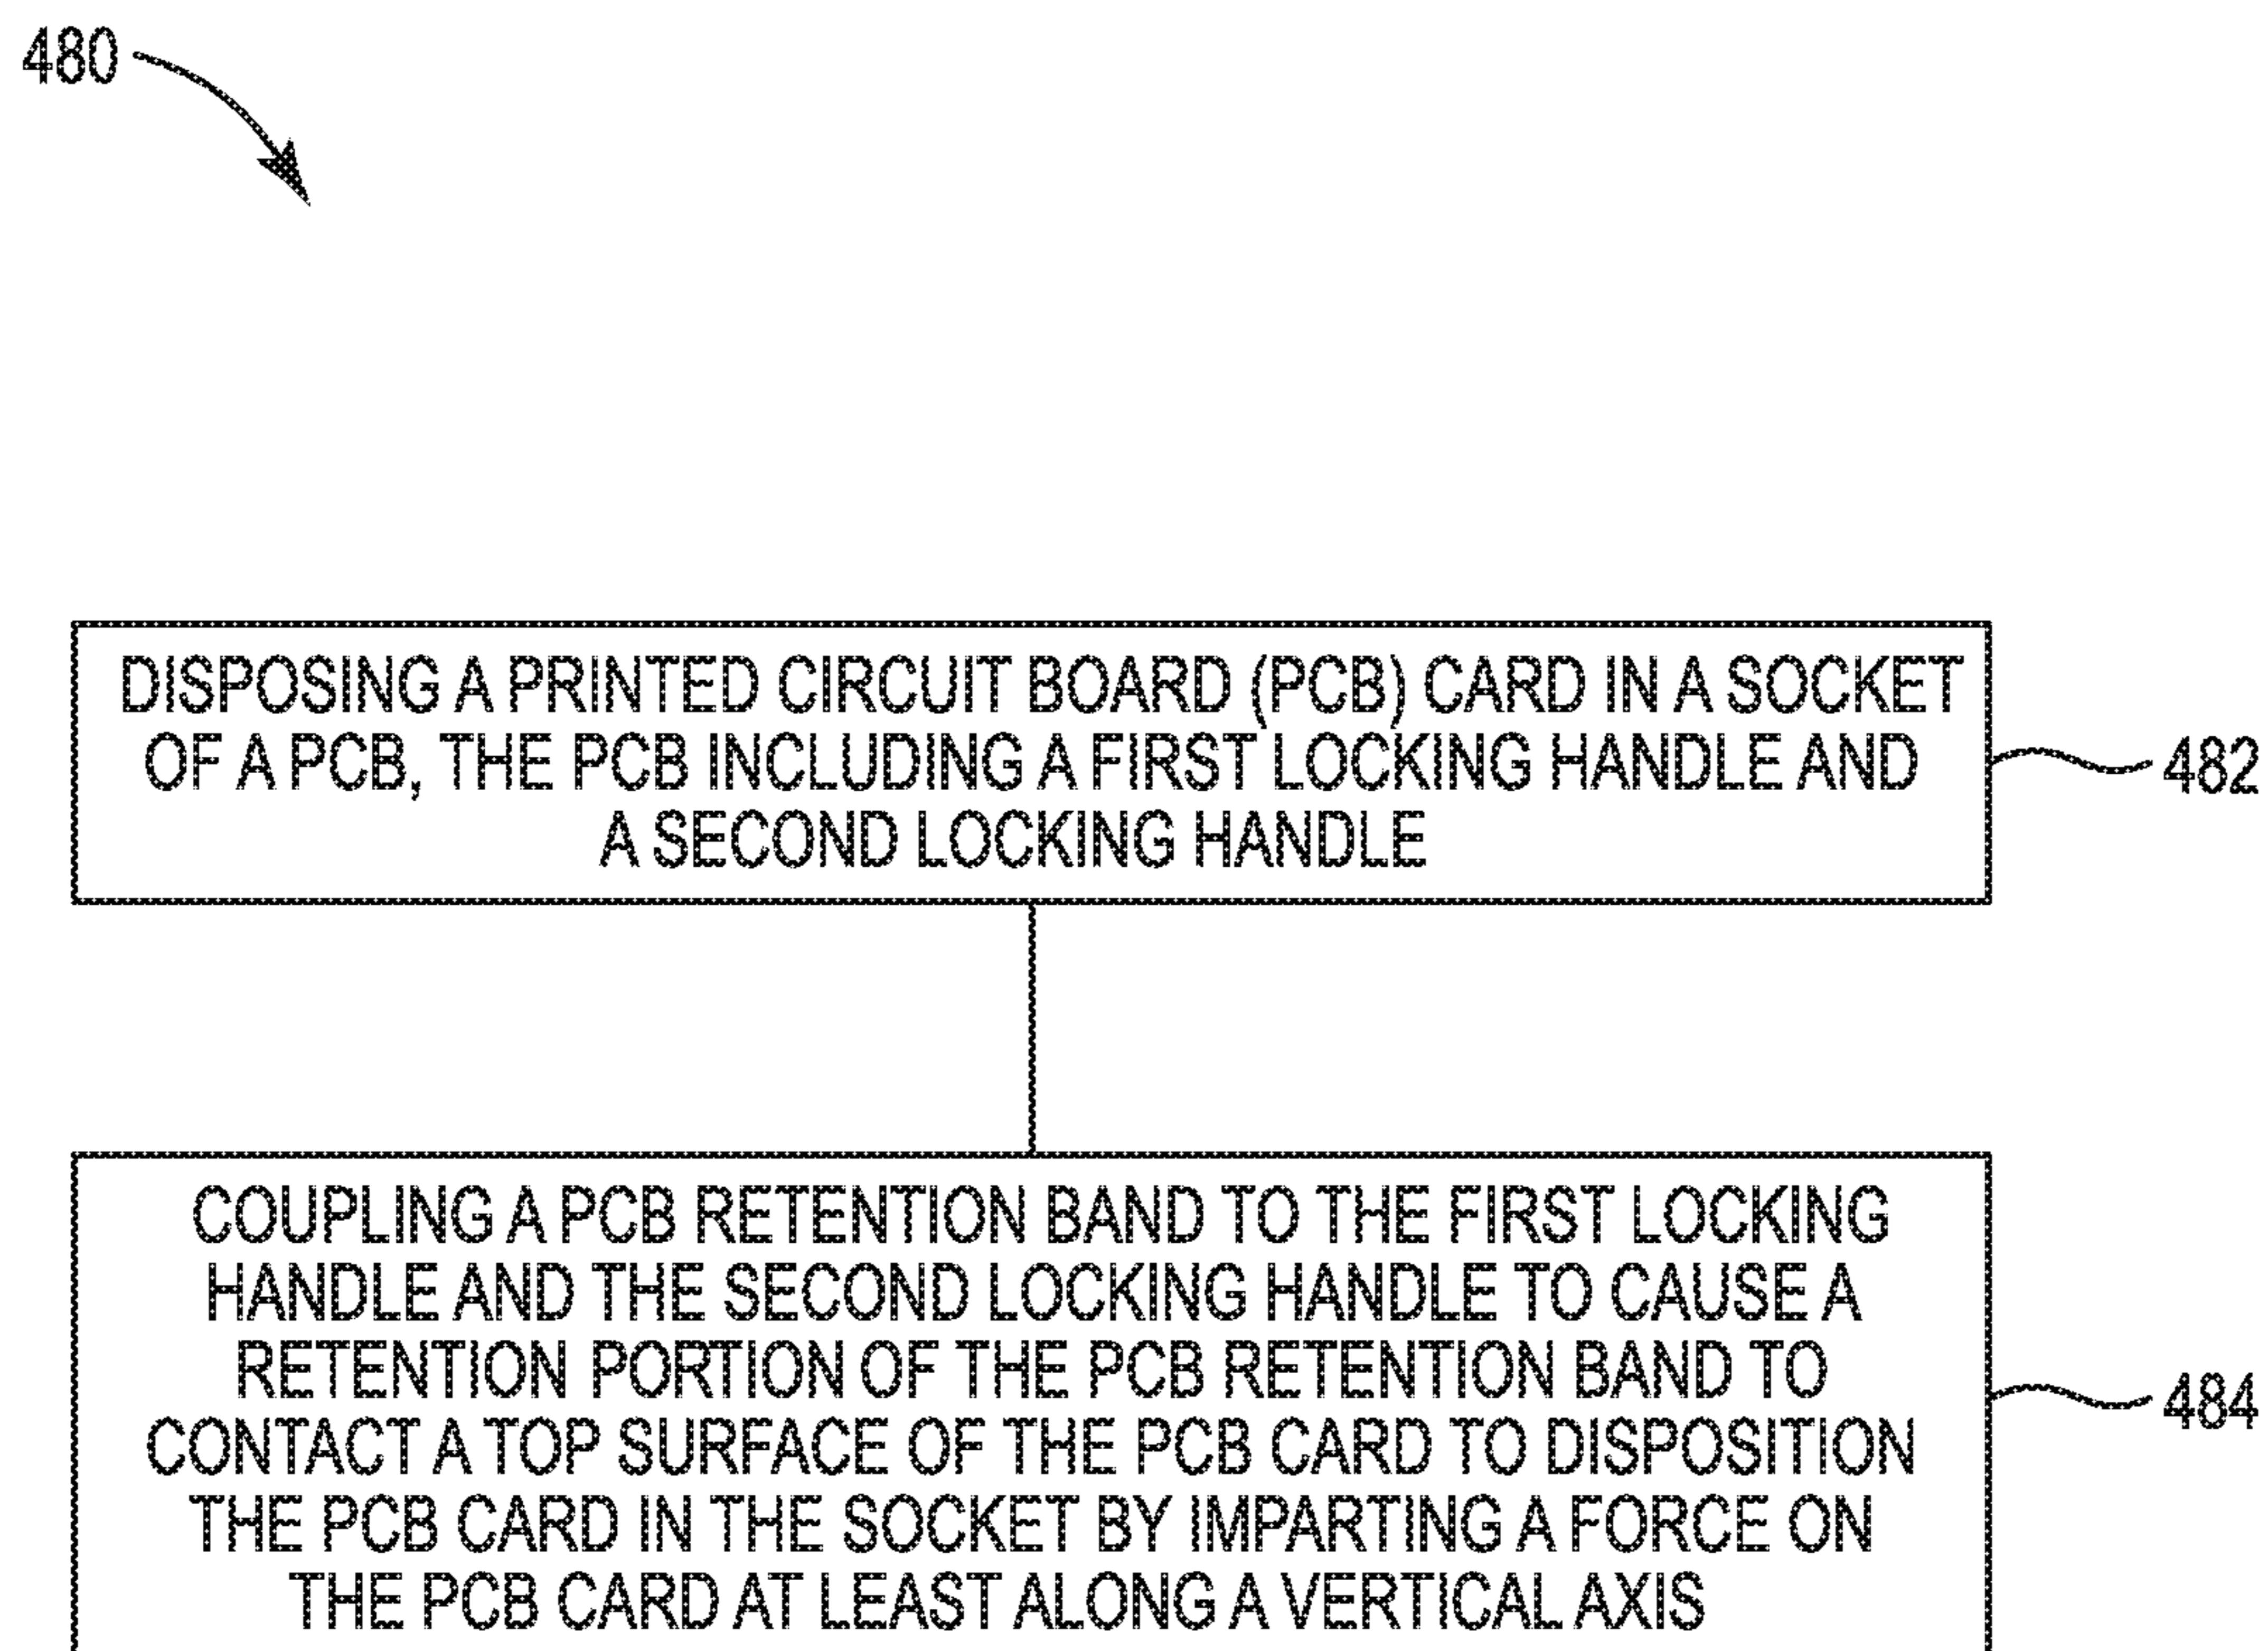 480
DISPOSING A PRINTED CIRCUIT BOARD (PCB) CARD IN A SOCKET
OF A PCB, THE PCB INCLUDING A FIRST LOCKING HANDLE AND
A SECOND LOCKING HANDLE
482
COUPLING A PCB RETENTION BAND TO THE FIRST LOCKING
HANDLE AND THE SECOND LOCKING HANDLE TO CAUSE A
RETENTION PORTION OF THE PCB RETENTION BAND TO
CONTACT A TOP SURFACE OF THE PCB CARD TO DISPOSITION
THE PCB CARD IN THE SOCKET BY IMPARTING A FORCE ON
THE PCB CARD AT LEAST ALONG A VERTICAL AXIS
484